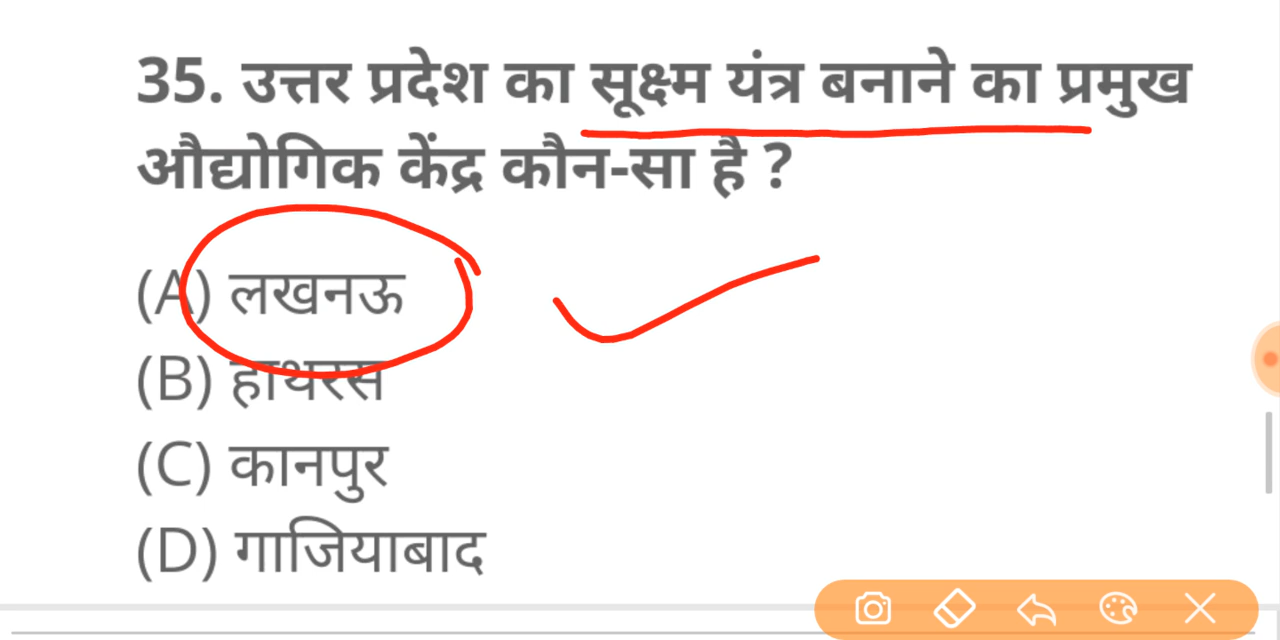 35. उत्तर प्रदेश का सूक्ष्म यंत्र बनाने का प्रमुख
औद्योगिक केंद्र कौन-सा है ?
(A) लखनऊ
(B) हाथरस
(C) कानपुर
(D) गाजियाबाद